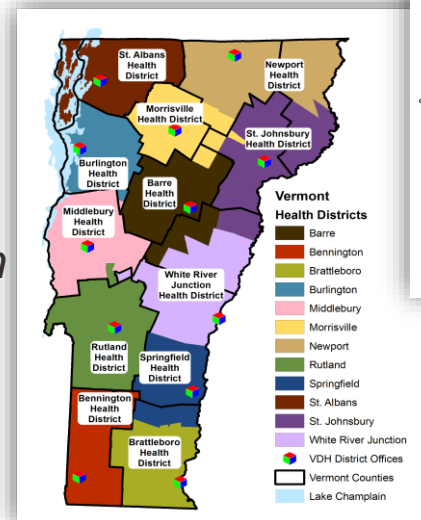 St. Albans
Health
District
Newport
Health
District
Morrisville
Health District
St. Johnsbury
Health District
Burlington
Health
District
Barre
Health
District
Middlebury
Health
District
White River
Junction
Health District
Rutland
Health
District
Springfield
Health
District
Bennington
Health
District
Brattleboro
Health
District
Vermont
Health Districts
Barre
Bennington
Brattleboro
Burlington
Middlebury
Morrisville
Newport
Rutland
Springfield
St. Albans
St. Johnsbury
White River Junction
VDH District Offices
Vermont Counties
Lake Champlain